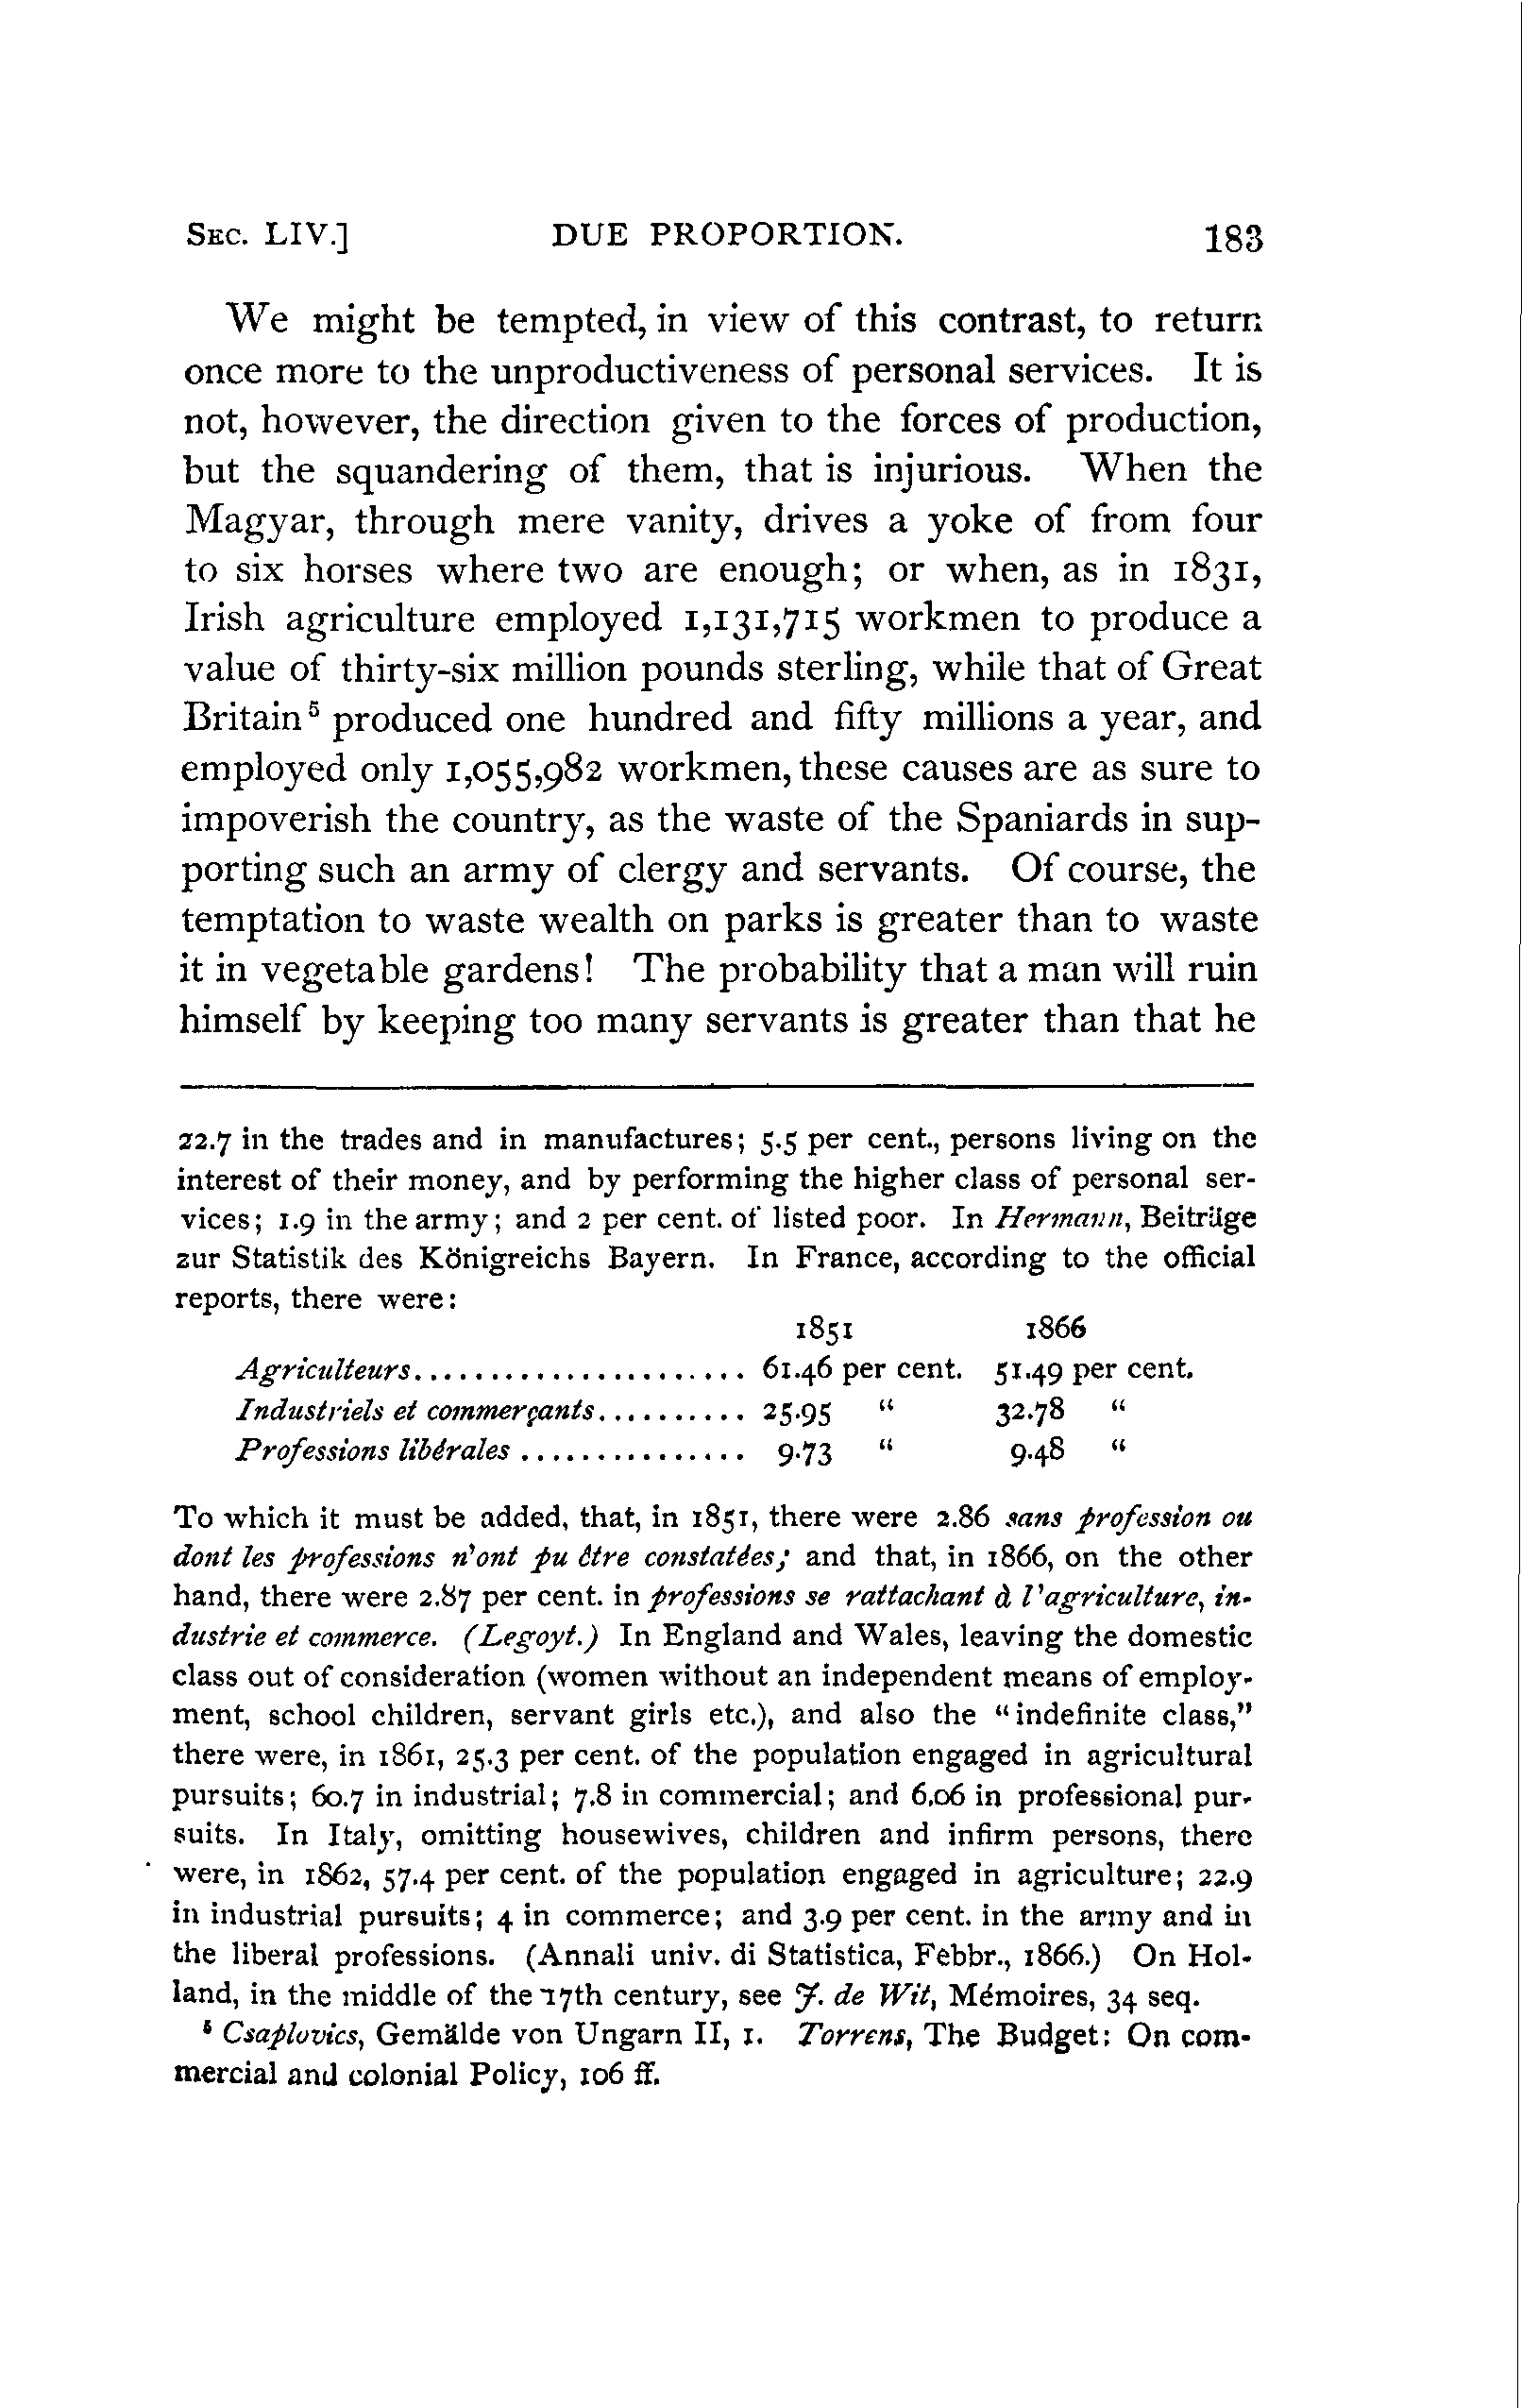 SEC. LIV.] DUE PROPORTION. 183
We might be tempted, in view of this contrast, to return
once more to the unproductiveness of personal services. It is
not, however, the direction given to the forces of production,
but the squandering of them, that is injurious. When the
Magyar, through mere vanity, drives a yoke of from four
to six horses where two are enough; or when, as in 1831,
Irish agriculture employed 1,131,715 workmen to produce a
value of thirty-six million pounds sterling, while that of Great
Britain⁵ produced one hundred and fifty millions a year, and
employed only 1,055,982 workmen, these causes are as sure to
impoverish the country, as the waste of the Spaniards in sup-
porting such an army of clergy and servants. Of course, the
temptation to waste wealth on parks is greater than to waste
it in vegetable gardens! The probability that a man will ruin
himself by keeping too many servants is greater than that he
22.7 in the trades and in manufactures; 5.5 per cent., persons living on the
interest of their money, and by performing the higher class of personal ser-
vices; 1.9 in the army; and 2 per cent. of listed poor. In Hermann, Beiträge
zur Statistik des Königreichs Bayern. In France, according to the official
reports, there were:
1851 1866
Agriculteurs...................... 61.46 per cent. 51.49 per cent.
Industriels et commerçants.......... 25.95 " 32.78 "
Professions libérales ............... 9.73 " 9.48 "
To which it must be added, that, in 1851, there were 2.86 sans profession ou
dont les professions n'ont pu être constatées; and that, in 1866, on the other
hand, there were 2.87 per cent. in professions se rattachant à l'agriculture, in-
dustrie et commerce. (Legoyt.) In England and Wales, leaving the domestic
class out of consideration (women without an independent means of employ-
ment, school children, servant girls etc.), and also the "indefinite class,"
there were, in 1861, 25.3 per cent. of the population engaged in agricultural
pursuits; 60.7 in industrial; 7.8 in commercial; and 6.06 in professional pur-
suits. In Italy, omitting housewives, children and infirm persons, there
were, in 1862, 57.4 per cent. of the population engaged in agriculture; 22.9
in industrial pursuits; 4 in commerce; and 3.9 per cent. in the army and in
the liberal professions. (Annali univ. di Statistica, Febbr., 1866.) On Hol-
land, in the middle of the 17th century, see J. de Wit, Mémoires, 34 seq.
⁵ Csaplovics, Gemälde von Ungarn II, 1. Torrens, The Budget: On com-
mercial and colonial Policy, 106 ff.